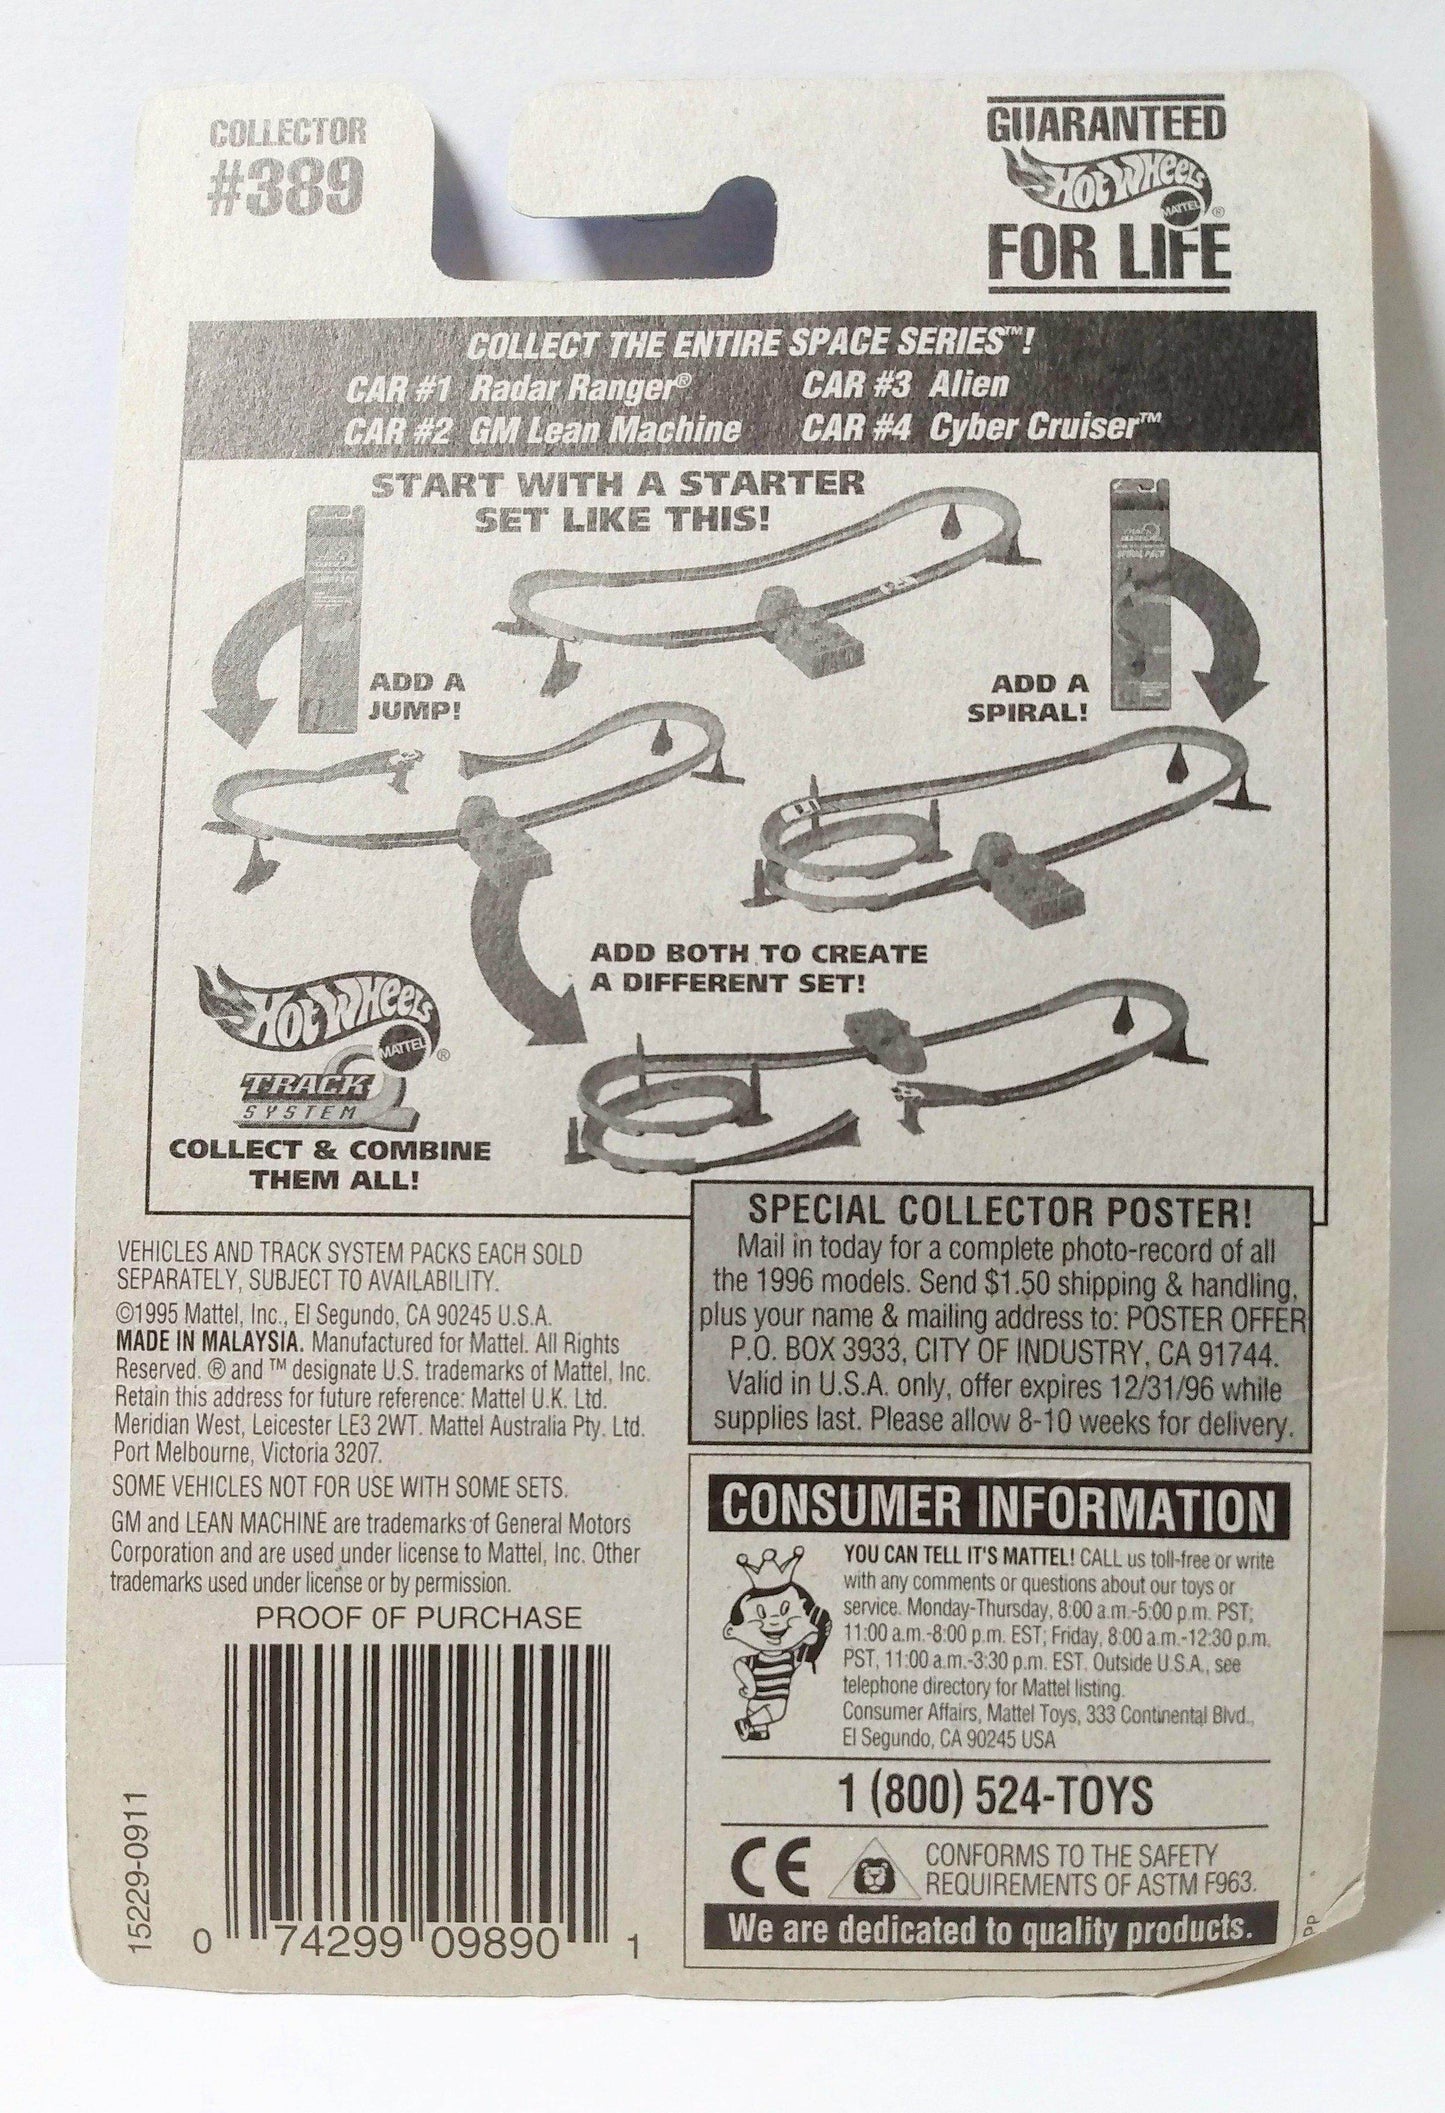 COLLECTOR
#389
GUARANTEED
HOT WHEELS
MATTEL ®
FOR LIFE
COLLECT THE ENTIRE SPACE SERIES™!
CAR #1 Radar Ranger® CAR #3 Alien
CAR #2 GM Lean Machine CAR #4 Cyber Cruiser™
START WITH A STARTER
SET LIKE THIS!
SPIRAL PACK
ADD A
JUMP!
ADD A
SPIRAL!
ADD BOTH TO CREATE
A DIFFERENT SET!
HOT WHEELS
MATTEL ®
TRACK
SYSTEM
COLLECT & COMBINE
THEM ALL!
SPECIAL COLLECTOR POSTER!
Mail in today for a complete photo-record of all
the 1996 models. Send $1.50 shipping & handling,
plus your name & mailing address to: POSTER OFFER
P.O. BOX 3933, CITY OF INDUSTRY, CA 91744.
Valid in U.S.A. only, offer expires 12/31/96 while
supplies last. Please allow 8-10 weeks for delivery.
VEHICLES AND TRACK SYSTEM PACKS EACH SOLD
SEPARATELY, SUBJECT TO AVAILABILITY.
©1995 Mattel, Inc., El Segundo, CA 90245 U.S.A.
MADE IN MALAYSIA. Manufactured for Mattel. All Rights
Reserved. ® and ™ designate U.S. trademarks of Mattel, Inc.
Retain this address for future reference: Mattel U.K. Ltd.
Meridian West, Leicester LE3 2WT. Mattel Australia Pty. Ltd.
Port Melbourne, Victoria 3207.
SOME VEHICLES NOT FOR USE WITH SOME SETS.
GM and LEAN MACHINE are trademarks of General Motors
Corporation and are used under license to Mattel, Inc. Other
trademarks used under license or by permission.
PROOF OF PURCHASE
15229-0911
0 74299 09890 1
CONSUMER INFORMATION
YOU CAN TELL IT'S MATTEL! CALL us toll-free or write
with any comments or questions about our toys or
service. Monday-Thursday, 8:00 a.m.-5:00 p.m. PST;
11:00 a.m.-8:00 p.m. EST; Friday, 8:00 a.m.-12:30 p.m.
PST, 11:00 a.m.-3:30 p.m. EST. Outside U.S.A., see
telephone directory for Mattel listing.
Consumer Affairs, Mattel Toys, 333 Continental Blvd.,
El Segundo, CA 90245 USA
1 (800) 524-TOYS
CE
CONFORMS TO THE SAFETY
REQUIREMENTS OF ASTM F963.
We are dedicated to quality products.
Pp